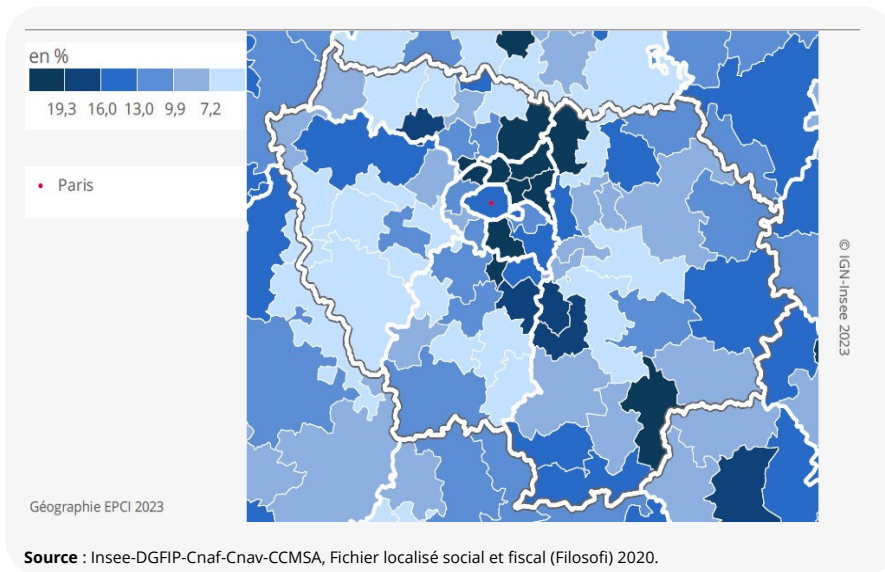 en %
19,3 16,0 13,0 9,9 7,2
• Paris
© IGN-Insee 2023
Géographie EPCI 2023
Source : Insee-DGFIP-Cnaf-Cnav-CCMSA, Fichier localisé social et fiscal (Filosofi) 2020.